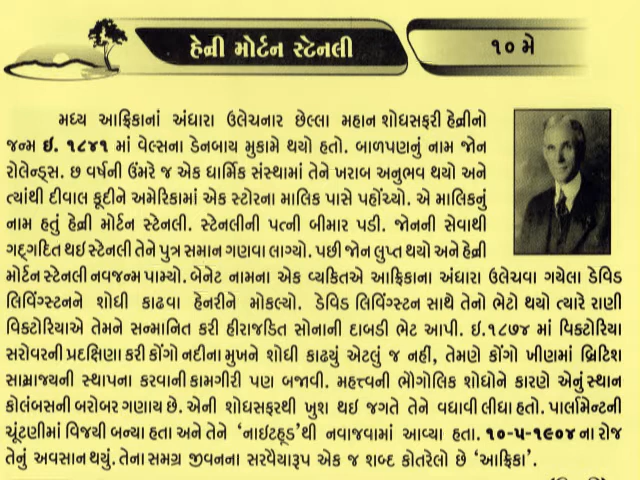 હેન્રી મોર્ટન સ્ટેનલી
૧૦ મે
મધ્ય આફ્રિકાનાં અંધારા ઉલેચનાર છેલ્લા મહાન શોધસફરી હેન્રીનો
જન્મ ઇ. ૧૮૪૧ માં વેલ્સના ડેનબાય મુકામે થયો હતો. બાળપણનું નામ જોન
રોલેન્ડ્સ. છ વર્ષની ઉંમરે જ એક ધાર્મિક સંસ્થામાં તેને ખરાબ અનુભવ થયો અને
ત્યાંથી દીવાલ કૂદીને અમેરિકામાં એક સ્ટોરના માલિક પાસે પહોંચ્યો. એ માલિકનું
નામ હતું હેન્રી મોર્ટન સ્ટેનલી. સ્ટેનલીની પત્ની બીમાર પડી. જોનની સેવાથી
ગદ્‌ગદિત થઇ સ્ટેનલી તેને પુત્ર સમાન ગણવા લાગ્યો. પછી જોન લુપ્ત થયો અને હેન્રી
મોર્ટન સ્ટેનલી નવજન્મ પામ્યો. બેનેટ નામના એક વ્યકિતએ આફ્રિકાના અંધારા ઉલેચવા ગયેલા ડેવિડ
લિવિંગ્સ્ટનને શોધી કાઢવા હેનરીને મોકલ્યો. ડેવિડ લિવિંગ્સ્ટન સાથે તેનો ભેટો થયો ત્યારે રાણી
વિક્ટોરિયાએ તેમને સન્માનિત કરી હીરાજડિત સોનાની દાબડી ભેટ આપી. ઇ.૧૮૭૪ માં વિક્ટોરિયા
સરોવરની પ્રદક્ષિણા કરી કોંગો નદીના મુખને શોધી કાઢ્યું એટલું જ નહીં, તેમણે કોંગો ખીણમાં બ્રિટિશ
સામ્રાજ્યની સ્થાપના કરવાની કામગીરી પણ બજાવી. મહત્ત્વની ભૌગોલિક શોધોને કારણે એનું સ્થાન
કોલંબસની બરોબર ગણાય છે. એની શોધસફરથી ખુશ થઇ જગતે તેને વધાવી લીધા હતો. પાર્લામેન્ટની
ચૂંટણીમાં વિજયી બન્યા હતા અને તેને ‘નાઇટહૂડ’થી નવાજવામાં આવ્યા હતા. ૧૦-૫-૧૯૦૪ ના રોજ
તેનું અવસાન થયું. તેના સમગ્ર જીવનના સરવૈયારૂપ એક જ શબ્દ કોતરેલો છે ‘આફ્રિકા’.